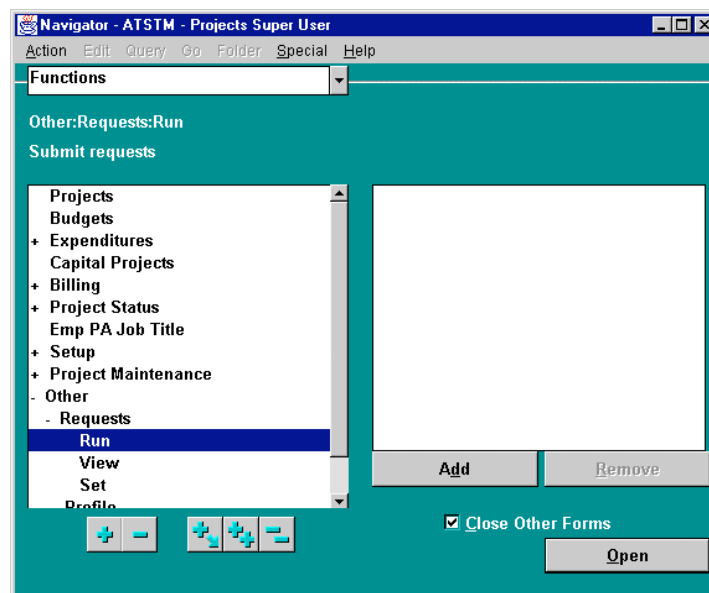 Navigator - ATSTM - Projects Super User
Action Edit Query Go Folder Special Help
Functions
Other:Requests:Run
Submit requests
Projects
Budgets
+ Expenditures
Capital Projects
+ Billing
+ Project Status
Emp PA Job Title
+ Setup
+ Project Maintenance
- Other
- Requests
Run
View
Set
Profile
Add
Remove
Close Other Forms
Open